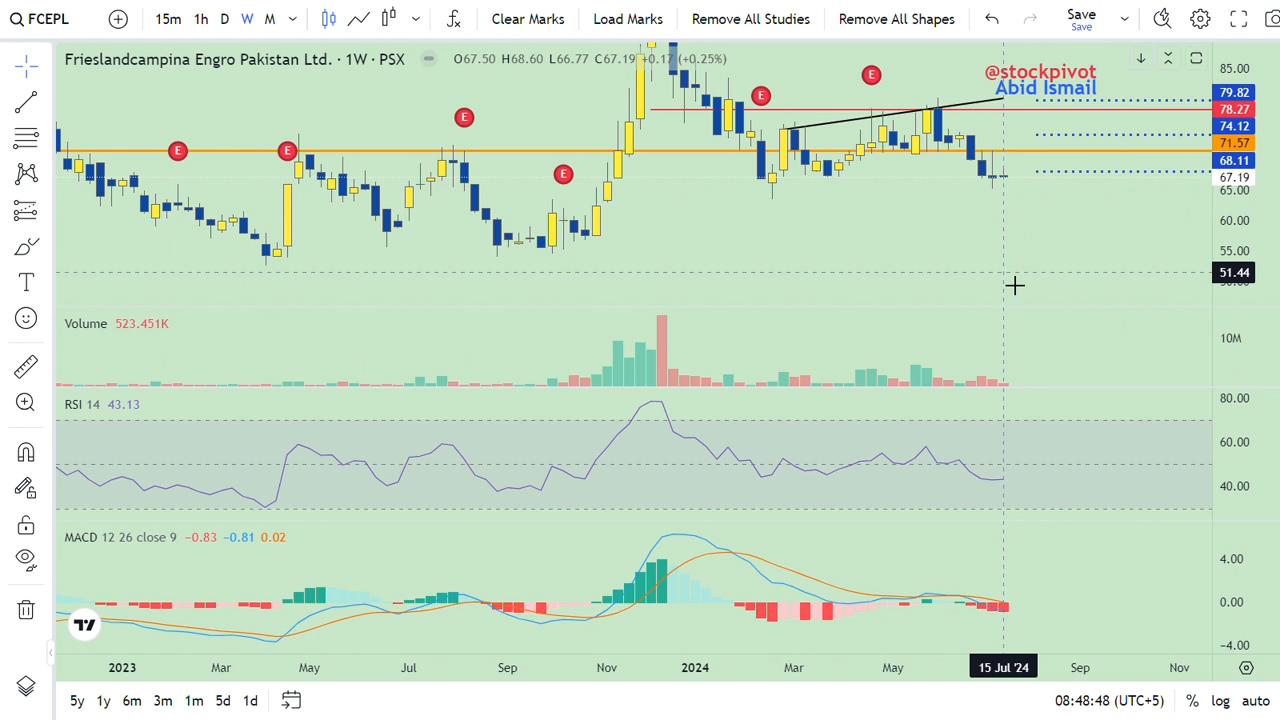 FCEPL 15m 1h D W M Clear Marks Load Marks Remove All Studies Remove All Shapes Save
Save
Frieslandcampina Engro Pakistan Ltd. · 1W · PSX O67.50 H68.60 L66.77 C67.19 +0.17 (+0.25%)
@stockpivot
Abid Ismail
E
E
E
E
E
E
85.00
79.82
78.27
74.12
71.57
68.11
67.19
65.00
60.00
55.00
51.44
Volume 523.451K
10M
RSI 14 43.13
80.00
60.00
40.00
MACD 12 26 close 9 −0.83 −0.81 0.02
4.00
0.00
−4.00
2023 Mar May Jul Sep Nov 2024 Mar May 15 Jul '24 Sep Nov
5y 1y 6m 3m 1m 5d 1d 08:48:48 (UTC+5) % log auto